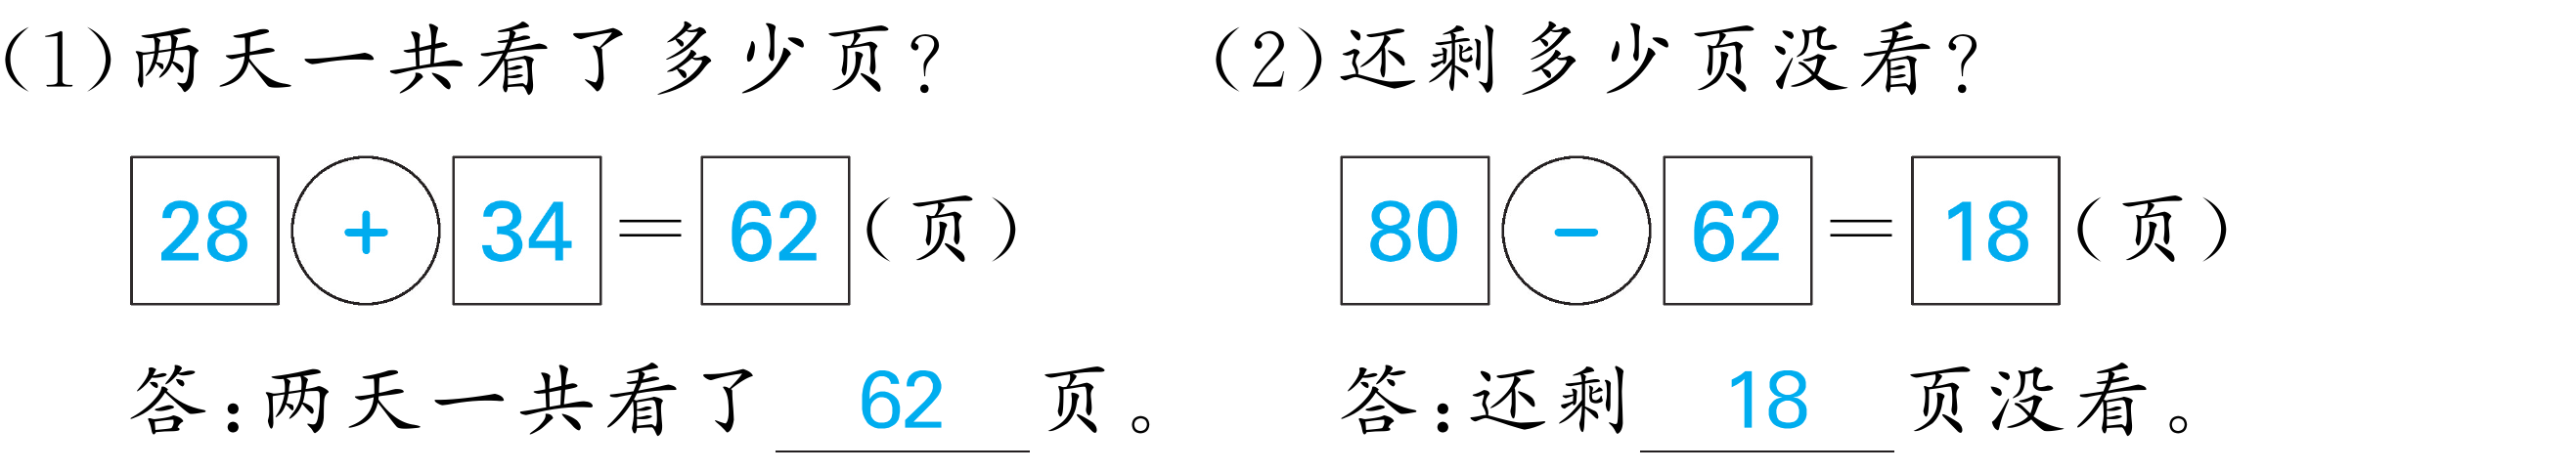 (1)两天一共看了多少页?
28 + 34 = 62 (页)
答:两天一共看了 62 页。
(2)还剩多少页没看?
80 - 62 = 18 (页)
答:还剩 18 页没看。